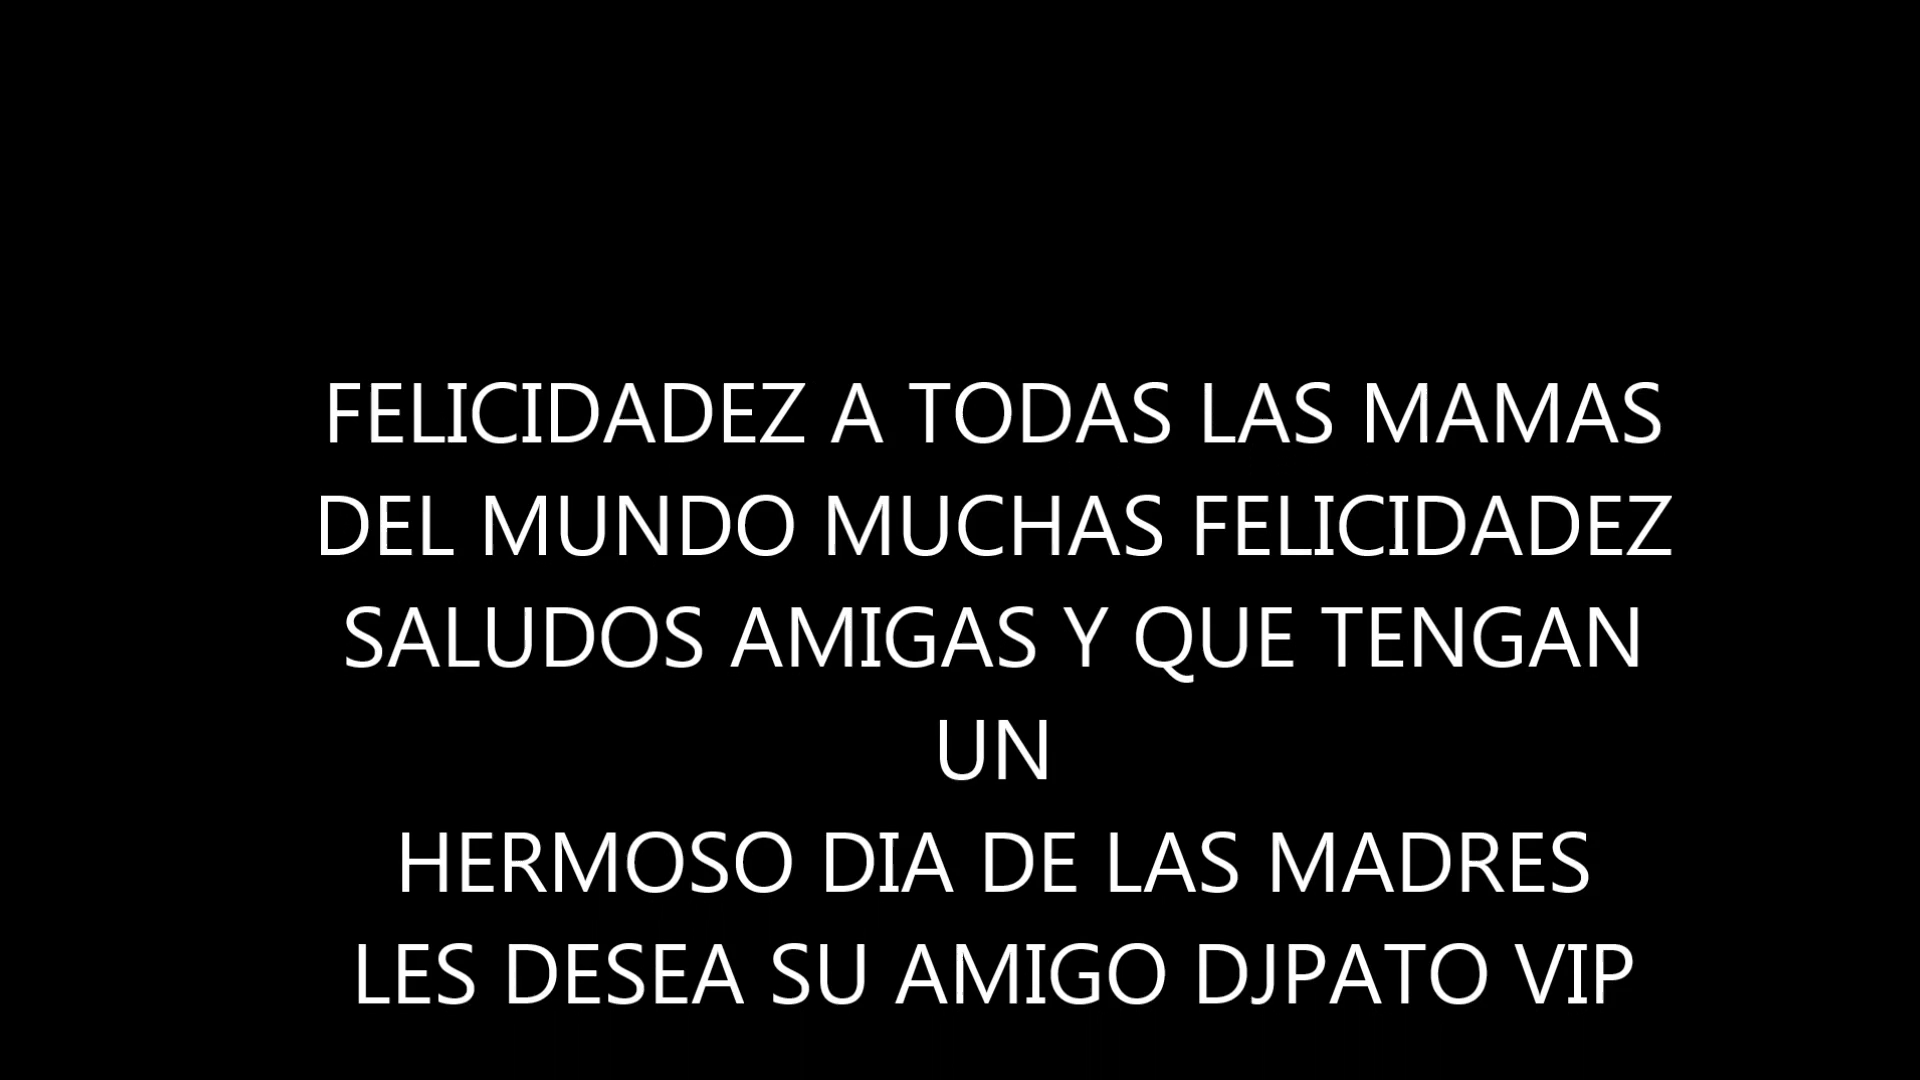 FELICIDADEZ A TODAS LAS MAMAS
DEL MUNDO MUCHAS FELICIDADEZ
SALUDOS AMIGAS Y QUE TENGAN
UN
HERMOSO DIA DE LAS MADRES
LES DESEA SU AMIGO DJPATO VIP